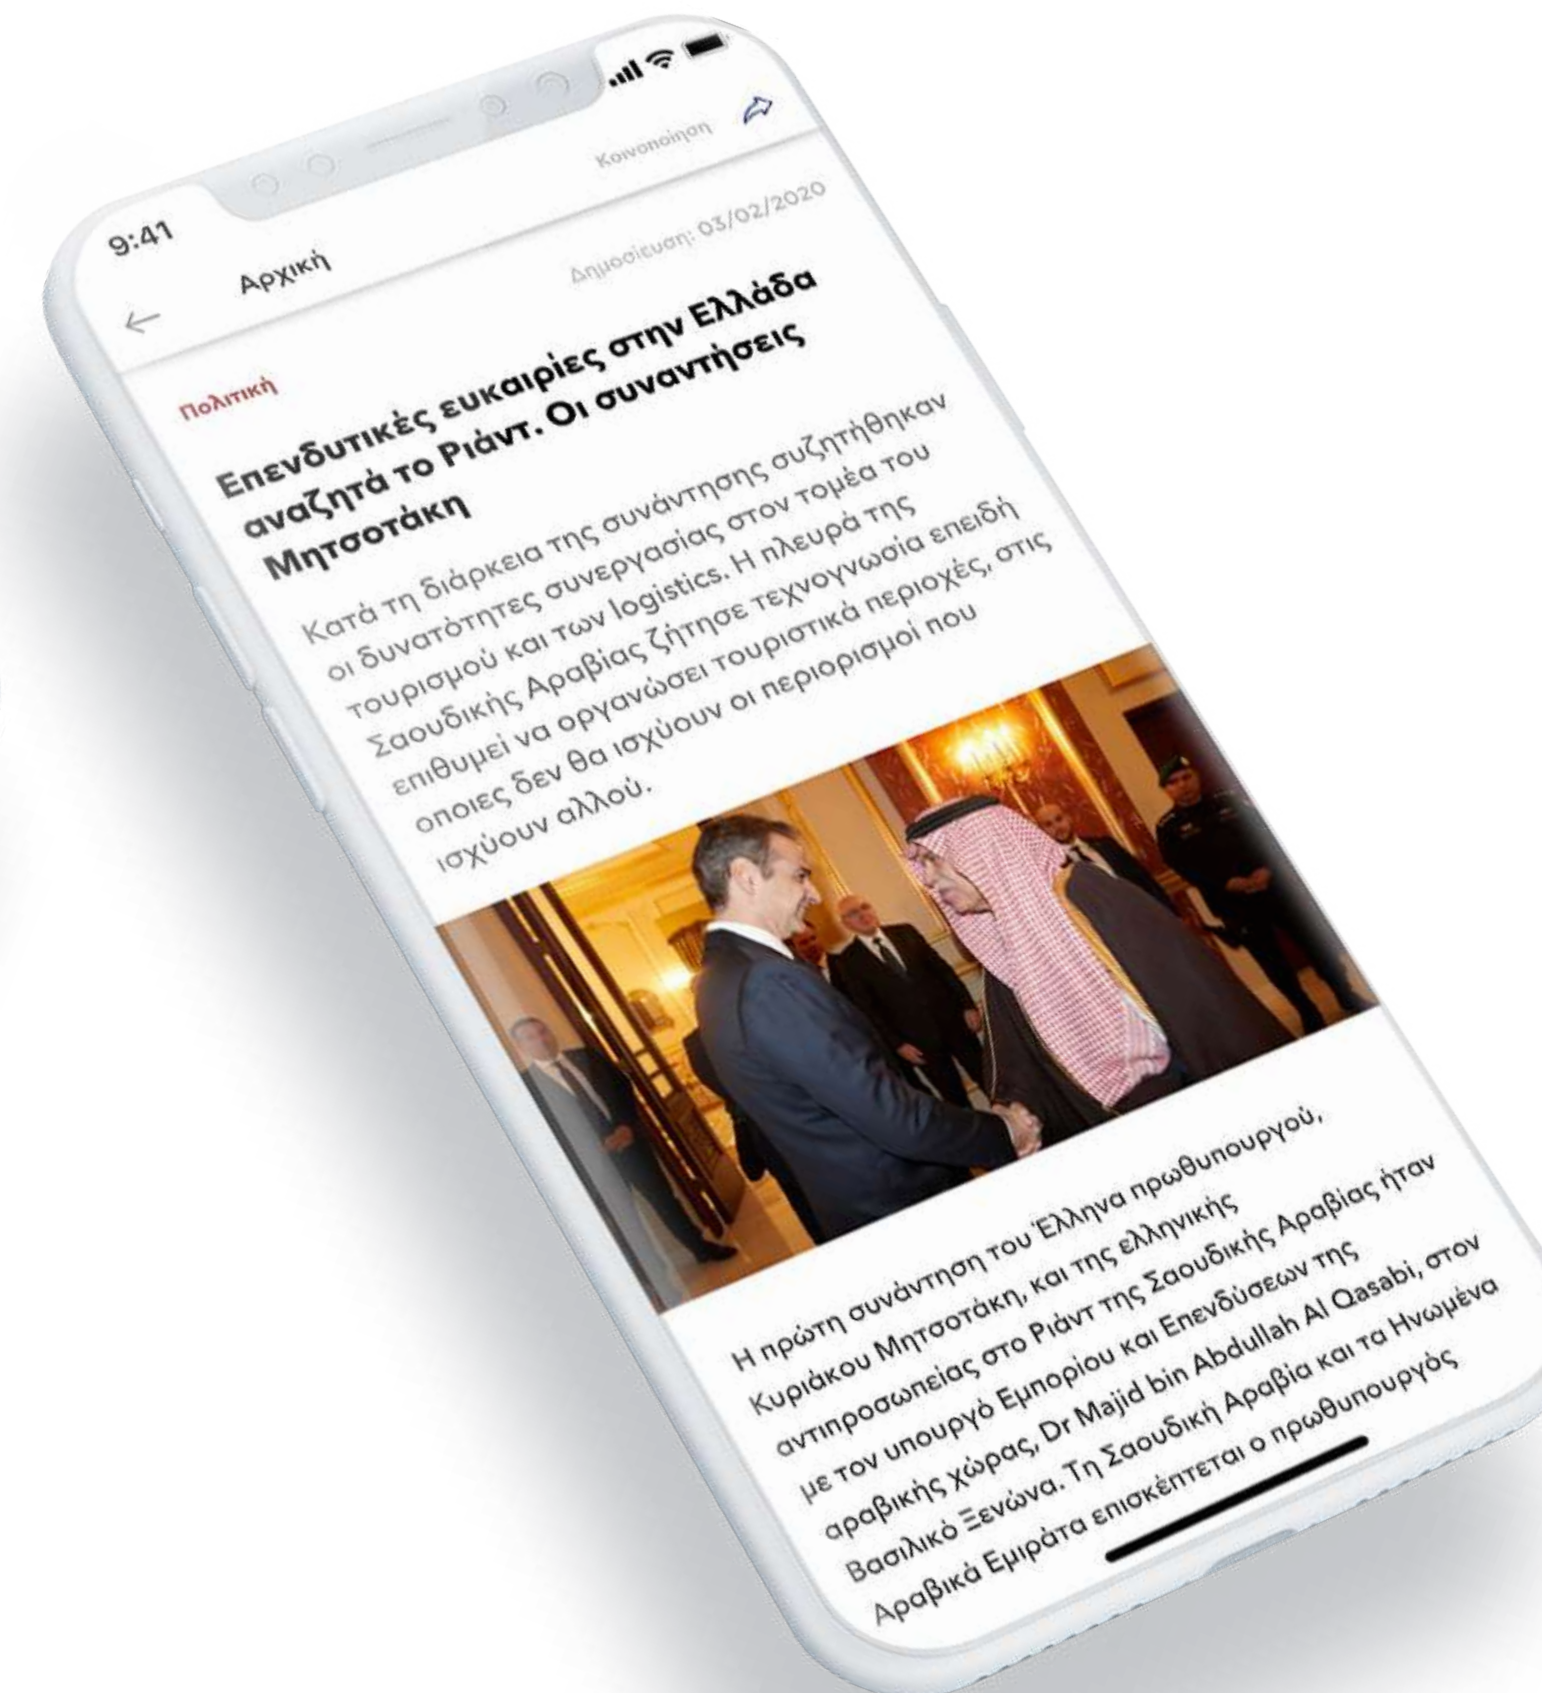 9:41
Αρχική
Κοινοποίηση
Δημοσίευση: 03/02/2020
Πολιτική
Επενδυτικές ευκαιρίες στην Ελλάδα
αναζητά το Ριάντ. Οι συναντήσεις
Μητσοτάκη
Κατά τη διάρκεια της συνάντησης συζητήθηκαν
οι δυνατότητες συνεργασίας στον τομέα του
τουρισμού και των logistics. Η πλευρά της
Σαουδικής Αραβίας ζήτησε τεχνογνωσία επειδή
επιθυμεί να οργανώσει τουριστικά περιοχές, στις
οποιες δεν θα ισχύουν οι περιορισμοί που
ισχύουν αλλού.
Η πρώτη συνάντηση του Έλληνα πρωθυπουργού,
Κυριάκου Μητσοτάκη, και της ελληνικής
αντιπροσωπείας στο Ριάντ της Σαουδικής Αραβίας ήταν
με τον υπουργό Εμπορίου και Επενδύσεων της
αραβικής χώρας, Dr Majid bin Abdullah Al Qasabi, στον
Βασιλικό Ξενώνα. Τη Σαουδική Αραβία και τα Ηνωμένα
Αραβικά Εμιράτα επισκέπτεται ο πρωθυπουργός